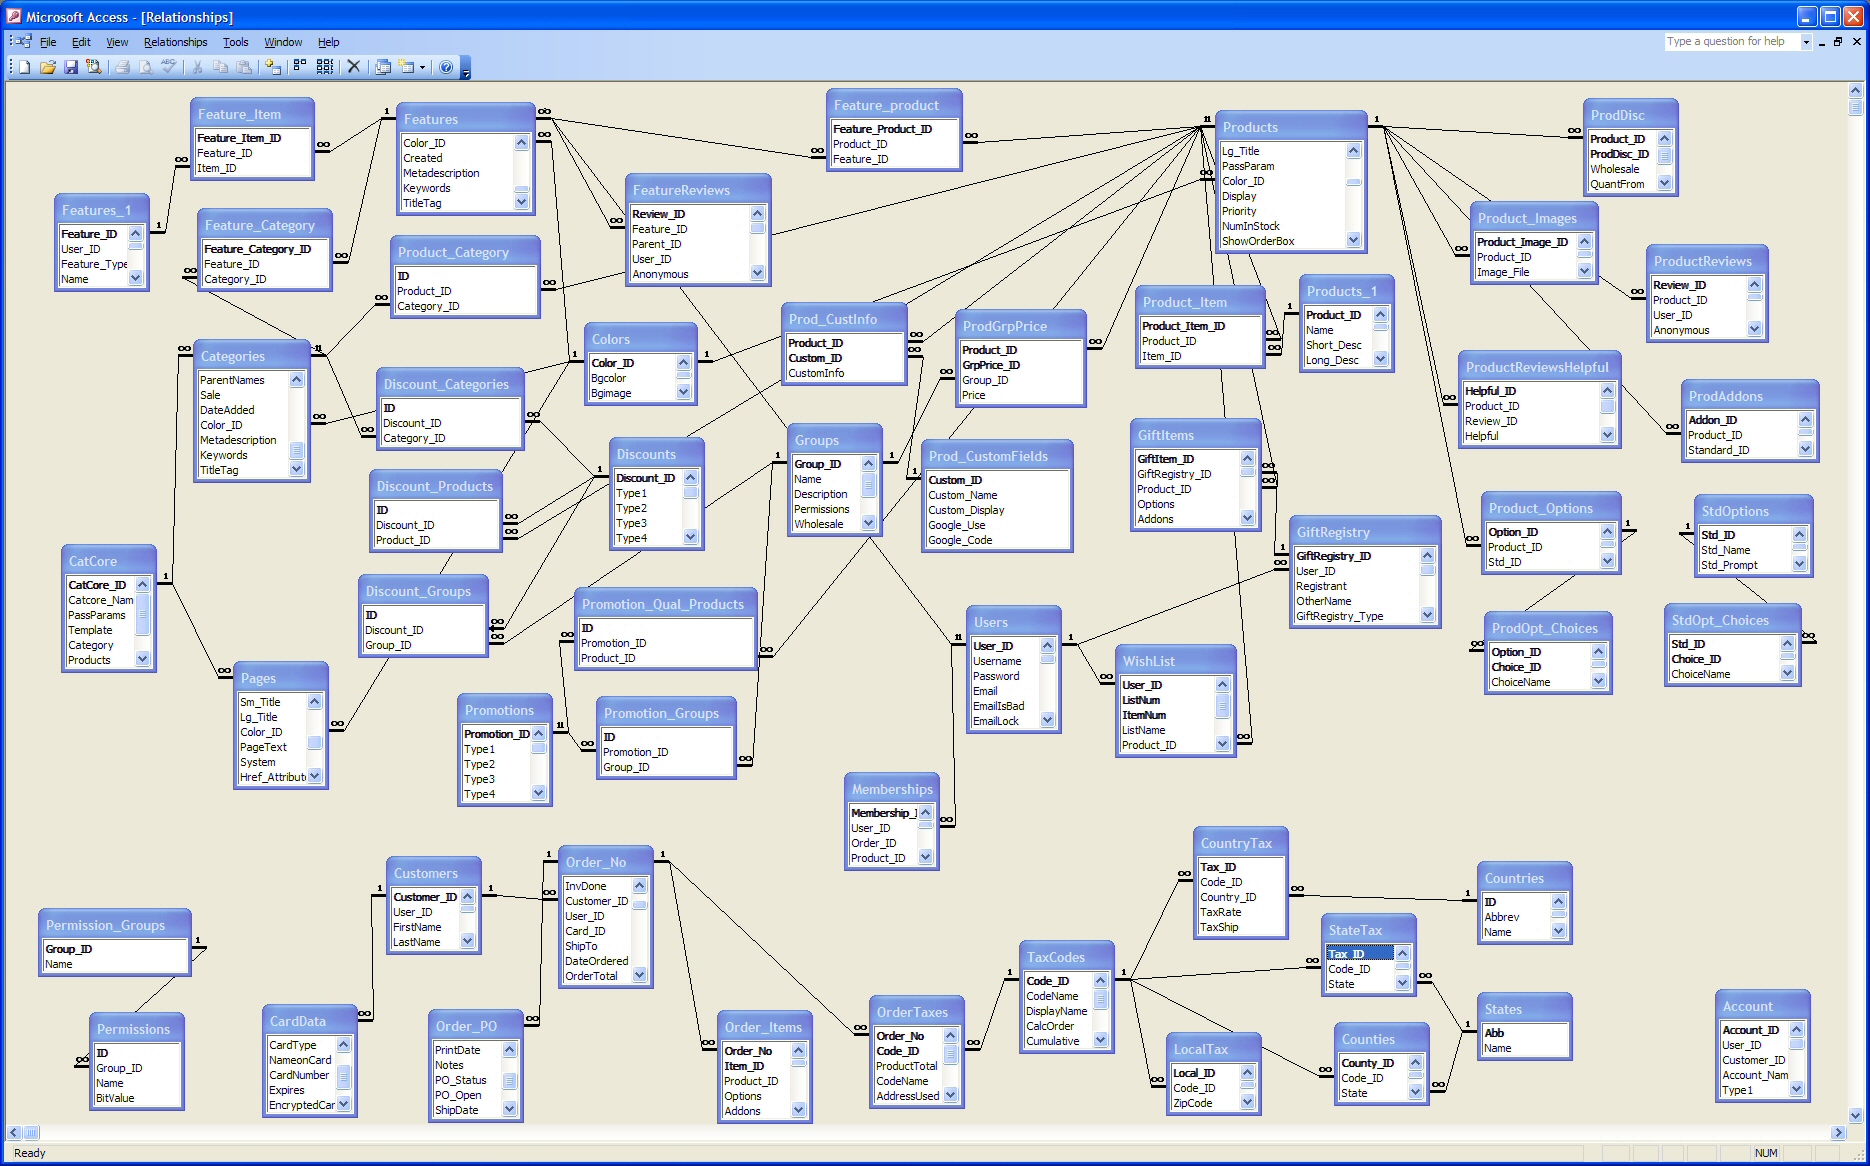 Microsoft Access - [Relationships]
File Edit View Relationships Tools Window Help
Type a question for help
Feature_Item
Feature_Item_ID
Feature_ID
Item_ID
Features
Color_ID
Created
Metadescription
Keywords
TitleTag
Feature_product
Feature_Product_ID
Product_ID
Feature_ID
Products
Lg_Title
PassParam
Color_ID
Display
Priority
NumInStock
ShowOrderBox
ProdDisc
Product_ID
ProdDisc_ID
Wholesale
QuantFrom
Features_1
Feature_ID
User_ID
Feature_Type
Name
Feature_Category
Feature_Category_ID
Feature_ID
Category_ID
Product_Category
ID
Product_ID
Category_ID
FeatureReviews
Review_ID
Feature_ID
Parent_ID
User_ID
Anonymous
Product_Images
Product_Image_ID
Product_ID
Image_File
ProductReviews
Review_ID
Product_ID
User_ID
Anonymous
Categories
ParentNames
Sale
DateAdded
Color_ID
Metadescription
Keywords
TitleTag
Discount_Categories
ID
Discount_ID
Category_ID
Colors
Color_ID
Bgcolor
Bgimage
Prod_CustInfo
Product_ID
Custom_ID
CustomInfo
ProdGrpPrice
Product_ID
GrpPrice_ID
Group_ID
Price
Product_Item
Product_Item_ID
Product_ID
Item_ID
Products_1
Product_ID
Name
Short_Desc
Long_Desc
ProductReviewsHelpful
Helpful_ID
Product_ID
Review_ID
Helpful
ProdAddons
Addon_ID
Product_ID
Standard_ID
Discount_Products
ID
Discount_ID
Product_ID
Discounts
Discount_ID
Type1
Type2
Type3
Type4
Groups
Group_ID
Name
Description
Permissions
Wholesale
Prod_CustomFields
Custom_ID
Custom_Name
Custom_Display
Google_Use
Google_Code
GiftItems
GiftItem_ID
GiftRegistry_ID
Product_ID
Options
Addons
GiftRegistry
GiftRegistry_ID
User_ID
Registrant
OtherName
GiftRegistry_Type
Product_Options
Option_ID
Product_ID
Std_ID
StdOptions
Std_ID
Std_Name
Std_Prompt
CatCore
CatCore_ID
Catcore_Nam
PassParams
Template
Category
Products
Discount_Groups
ID
Discount_ID
Group_ID
Promotion_Qual_Products
ID
Promotion_ID
Product_ID
Users
User_ID
Username
Password
Email
EmailIsBad
EmailLock
WishList
User_ID
ListNum
ItemNum
ListName
Product_ID
ProdOpt_Choices
Option_ID
Choice_ID
ChoiceName
StdOpt_Choices
Std_ID
Choice_ID
ChoiceName
Pages
Sm_Title
Lg_Title
Color_ID
PageText
System
Href_Attribut
Promotions
Promotion_ID
Type1
Type2
Type3
Type4
Promotion_Groups
ID
Promotion_ID
Group_ID
Memberships
Membership_I
User_ID
Order_ID
Product_ID
Permission_Groups
Group_ID
Name
Permissions
ID
Group_ID
Name
BitValue
Customers
Customer_ID
User_ID
FirstName
LastName
Order_No
InvDone
Customer_ID
User_ID
Card_ID
ShipTo
DateOrdered
OrderTotal
CardData
CardType
NameonCard
CardNumber
Expires
EncryptedCar
Order_PO
PrintDate
Notes
PO_Status
PO_Open
ShipDate
Order_Items
Order_No
Item_ID
Product_ID
Options
Addons
OrderTaxes
Order_No
Code_ID
ProductTotal
CodeName
AddressUsed
TaxCodes
Code_ID
CodeName
DisplayName
CalcOrder
Cumulative
CountryTax
Tax_ID
Code_ID
Country_ID
TaxRate
TaxShip
StateTax
Tax_ID
Code_ID
State
LocalTax
Local_ID
Code_ID
ZipCode
Counties
County_ID
Code_ID
State
Countries
ID
Abbrev
Name
States
Abb
Name
Account
Account_ID
User_ID
Customer_ID
Account_Nam
Type1
Ready
NUM